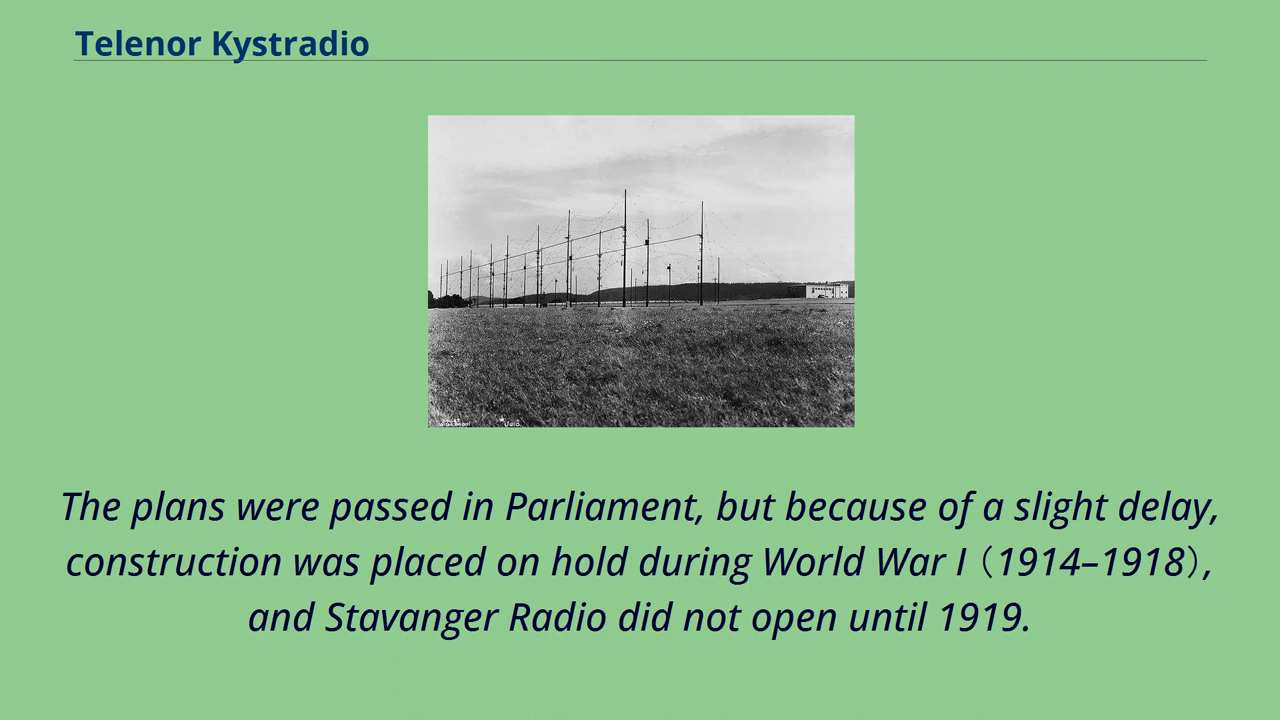 Telenor Kystradio
The plans were passed in Parliament, but because of a slight delay,
construction was placed on hold during World War I（1914–1918）,
and Stavanger Radio did not open until 1919.